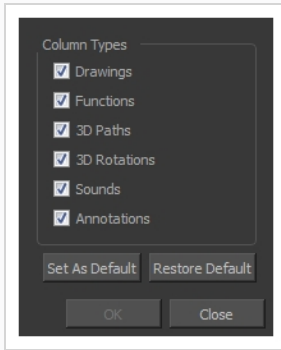 Column Types
Drawings
Functions
3D Paths
3D Rotations
Sounds
Annotations
Set As Default Restore Default
OK Close